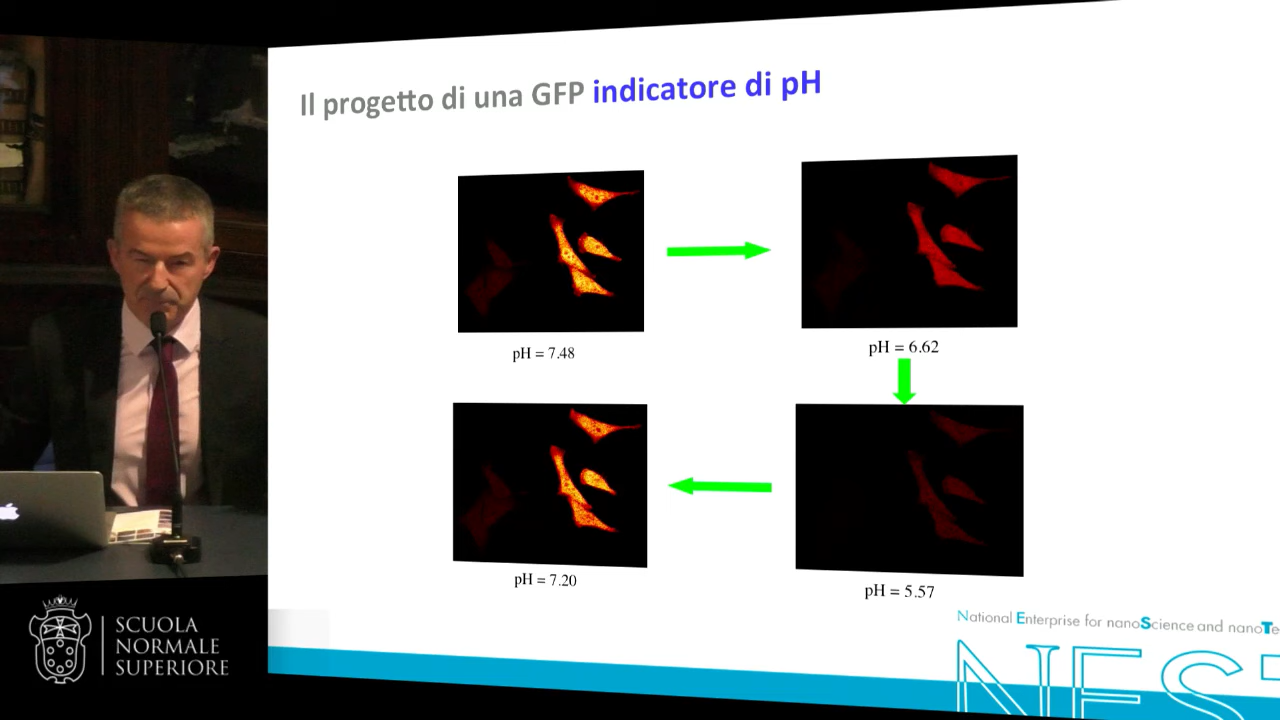 Il progetto di una GFP indicatore di pH
pH = 7.48
pH = 6.62
pH = 7.20
pH = 5.57
National Enterprise for nanoScience and nanoTe
NEST
SCUOLA
NORMALE
SUPERIORE